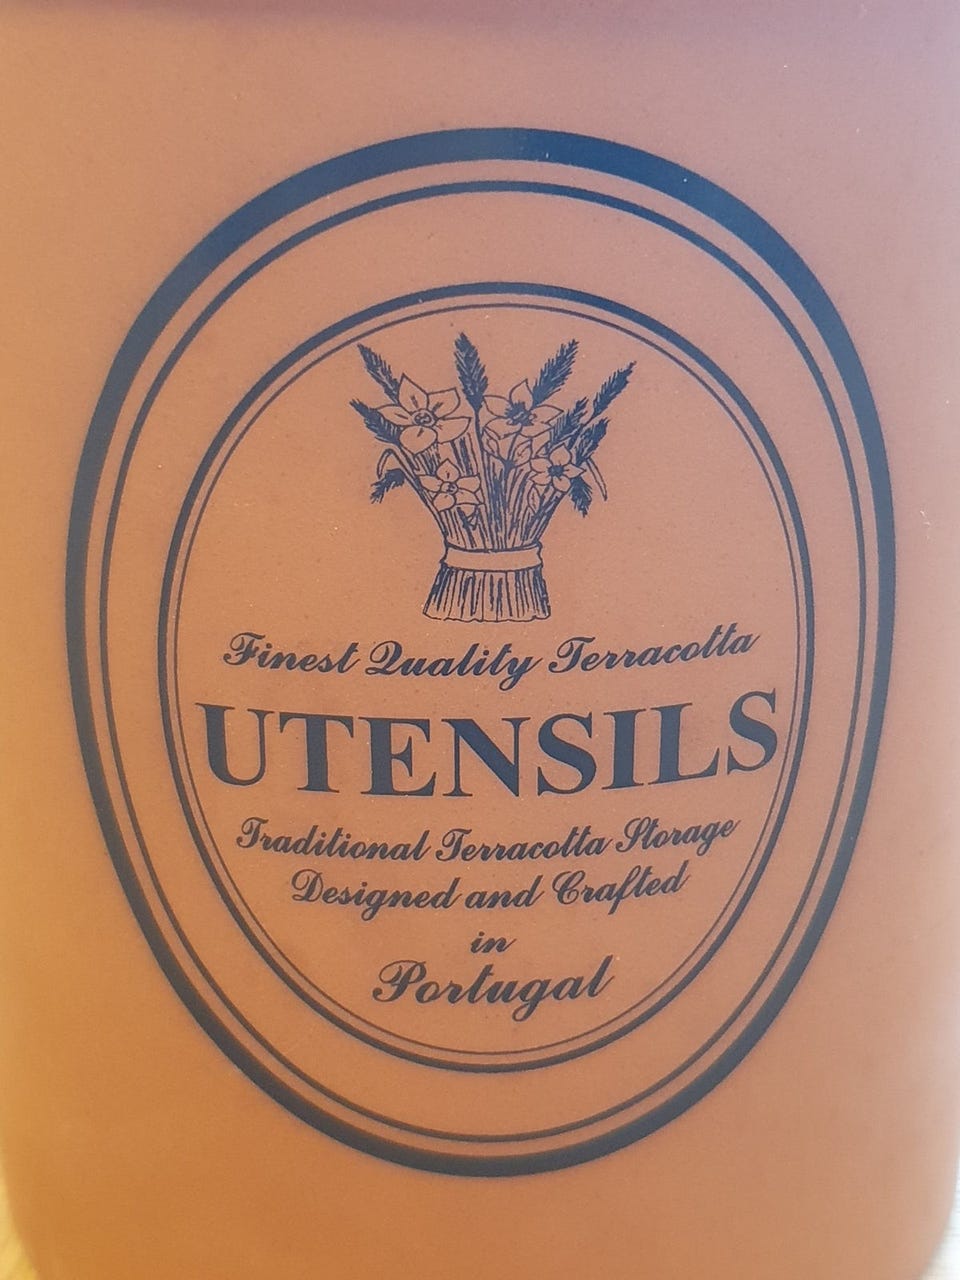 Finest Quality Terracotta
UTENSILS
Traditional Terracotta Storage
Designed and Crafted
in
Portugal